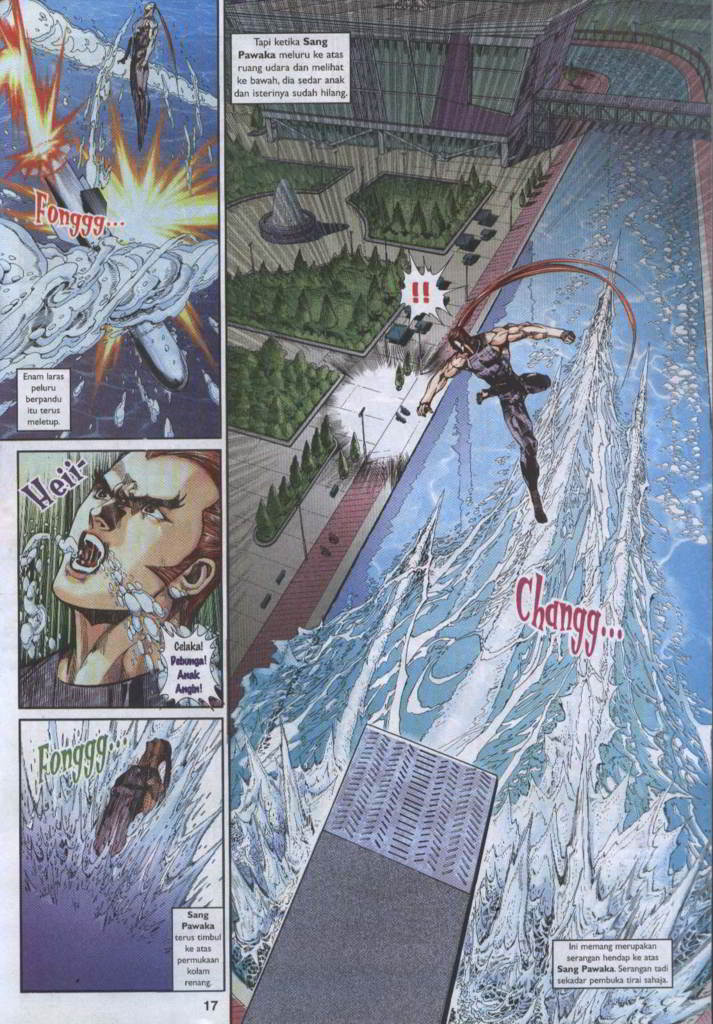 Fonggg...
Enam laras
peluru
berpandu
itu terus
meletup.
Heii-
Celaka!
Debunga!
Anak
Angin!
Fonggg...
Sang
Pawaka
terus timbul
ke atas
permukaan
kolam
renang.
17
Tapi ketika Sang
Pawaka meluru ke atas
ruang udara dan melihat
ke bawah, dia sedar anak
dan isterinya sudah hilang.
!!
Changg...
Ini memang merupakan
serangan hendap ke atas
Sang Pawaka. Serangan tadi
sekadar pembuka tirai sahaja.